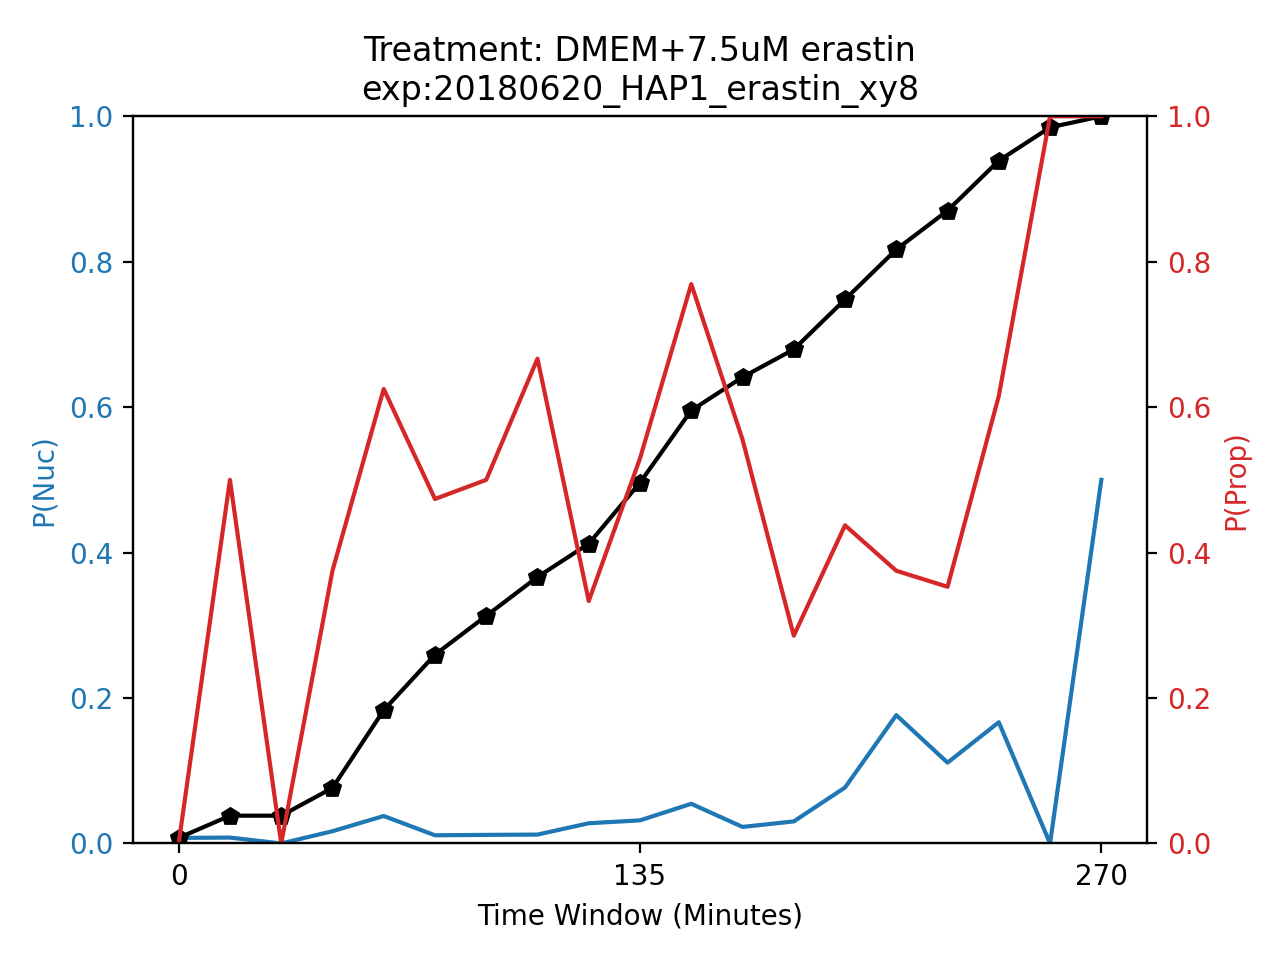 Treatment: DMEM+7.5uM erastin
exp:20180620_HAP1_erastin_xy8
1.0
0.8
0.6
0.4
0.2
0.0
P(Nuc)
1.0
0.8
0.6
0.4
0.2
0.0
P(Prop)
0 135 270
Time Window (Minutes)